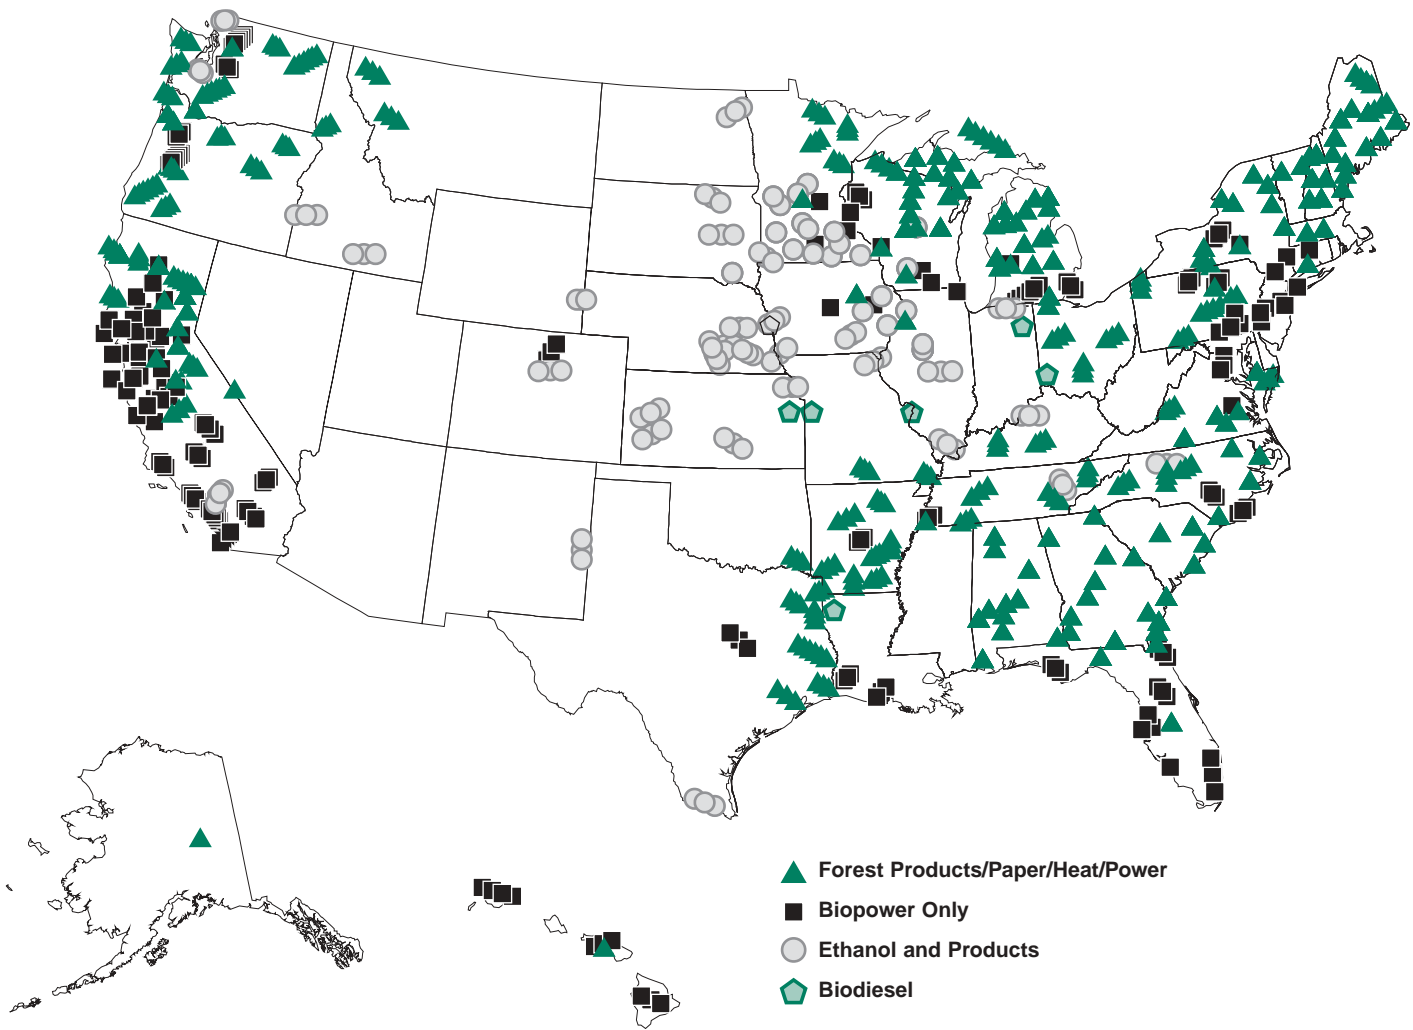 Forest Products/Paper/Heat/Power
Biopower Only
Ethanol and Products
Biodiesel